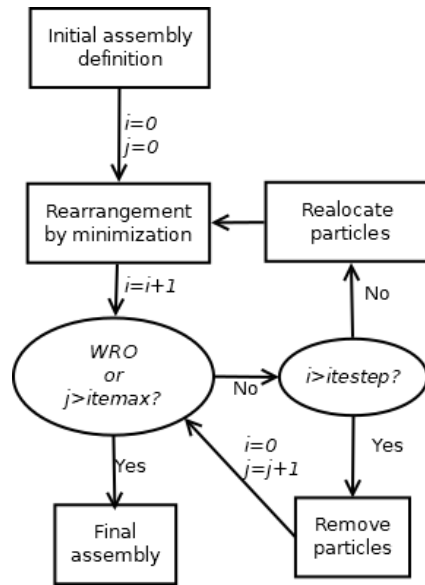 Initial assembly
definition
i=0
j=0
Rearrangement
by minimization
Realocate
particles
i=i+1
No
WRO
or
j>itemax?
No
i>itestep?
i=0
j=j+1
Yes
Yes
Final
assembly
Remove
particles